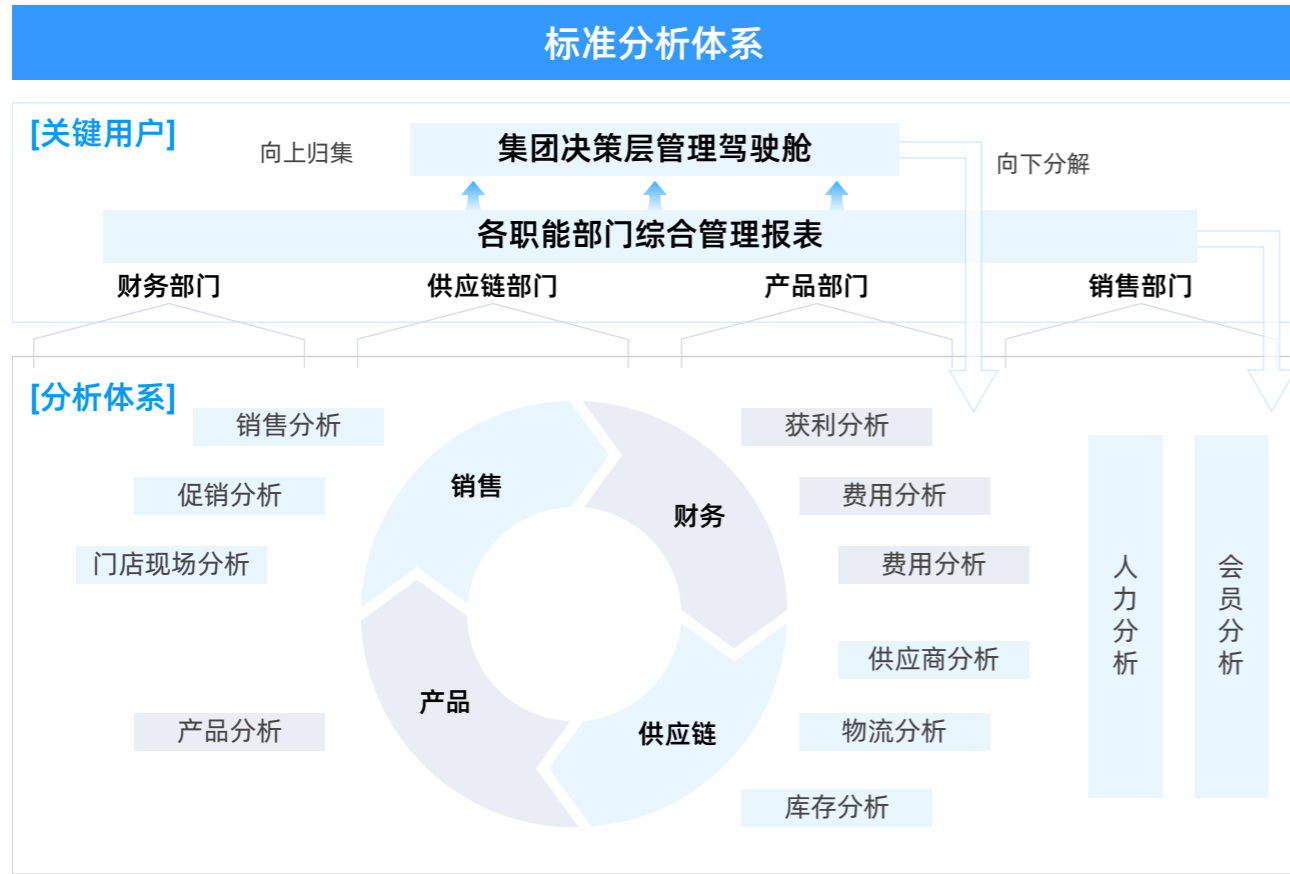 标准分析体系
[关键用户]
向上归集
集团决策层管理驾驶舱
向下分解
各职能部门综合管理报表
财务部门
供应链部门
产品部门
销售部门
[分析体系]
销售分析
促销分析
门店现场分析
产品分析
销售
财务
产品
供应链
获利分析
费用分析
费用分析
供应商分析
物流分析
库存分析
人力分析
会员分析